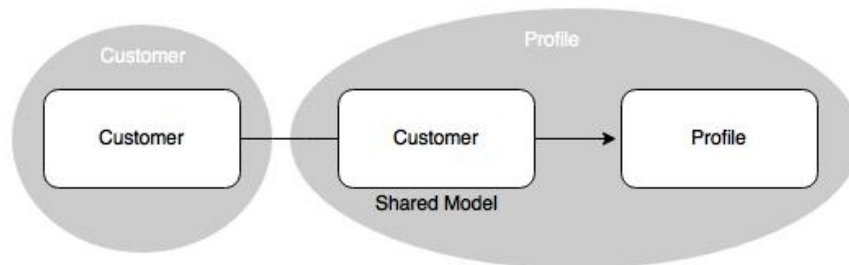 Customer
Profile
Customer
Customer
Profile
Shared Model